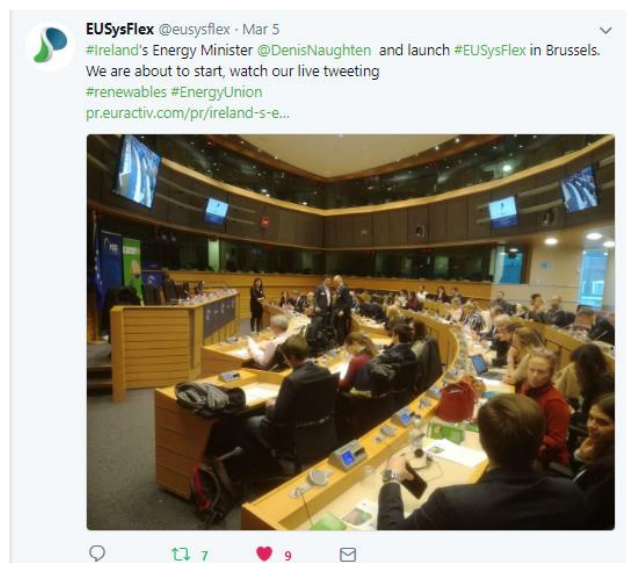 EUSysFlex @eusysflex · Mar 5
#Ireland's Energy Minister @DenisNaughten and launch #EUSysFlex in Brussels.
We are about to start, watch our live tweeting
#renewables #EnergyUnion
pr.euractiv.com/pr/ireland-s-e...
7
9